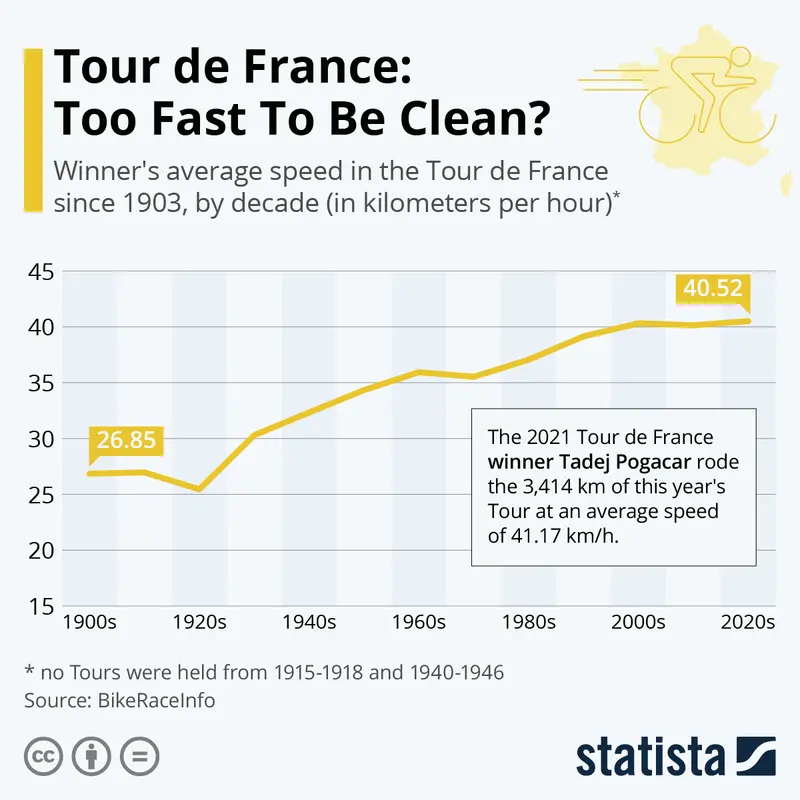 Tour de France:
Too Fast To Be Clean?
Winner's average speed in the Tour de France
since 1903, by decade (in kilometers per hour)*
45
40
35
30
25
20
15
26.85
40.52
The 2021 Tour de France
winner Tadej Pogacar rode
the 3,414 km of this year's
Tour at an average speed
of 41.17 km/h.
1900s 1920s 1940s 1960s 1980s 2000s 2020s
* no Tours were held from 1915-1918 and 1940-1946
Source: BikeRaceInfo
cc
statista